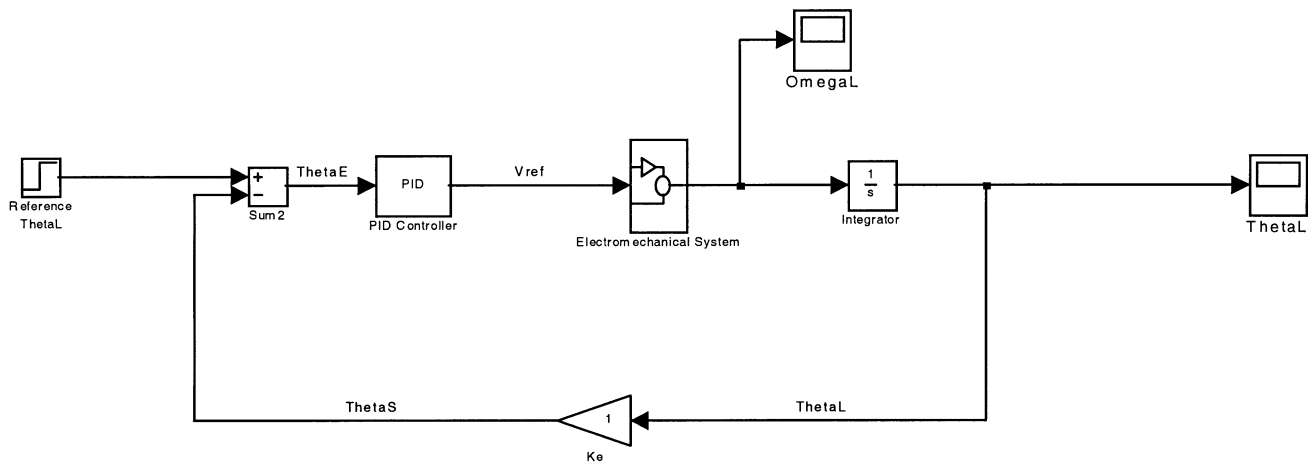 OmegaL
Reference
ThetaL
+
−
Sum2
ThetaE
PID
PID Controller
Vref
Electromechanical System
1
s
Integrator
ThetaL
ThetaS
1
Ke
ThetaL